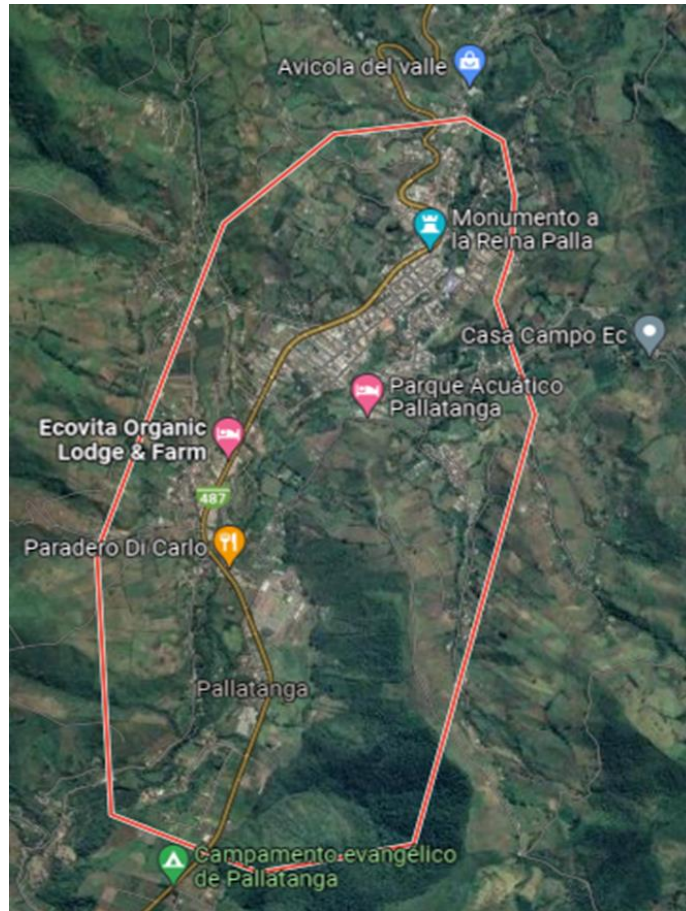 Avicola del valle
Monumento a
la Reina Palla
Casa Campo Ec
Parque Acuático
Pallatanga
Ecovita Organic
Lodge & Farm
487
Paradero Di Carlo
Pallatanga
Campamento evangélico
de Pallatanga